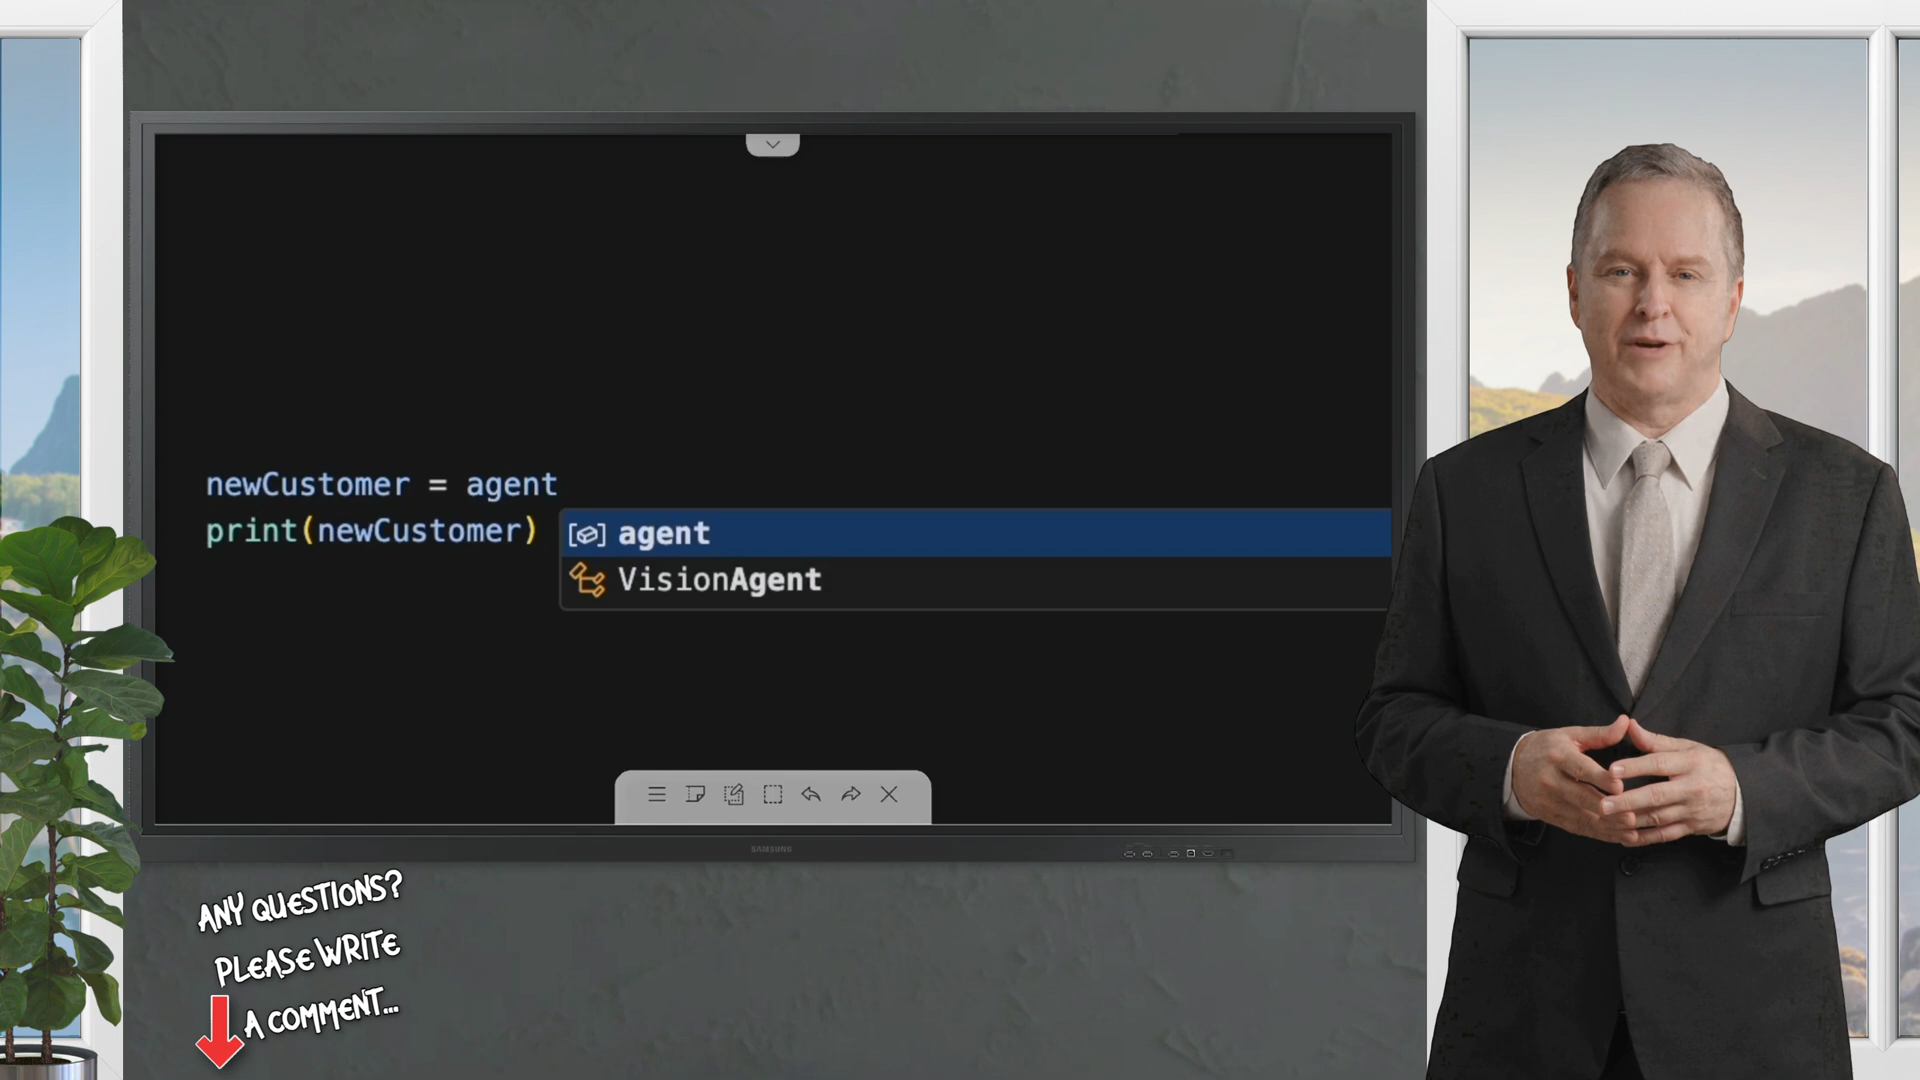 newCustomer = agent
print(newCustomer)
agent
VisionAgent
SAMSUNG
ANY QUESTIONS?
PLEASE WRITE
A COMMENT...